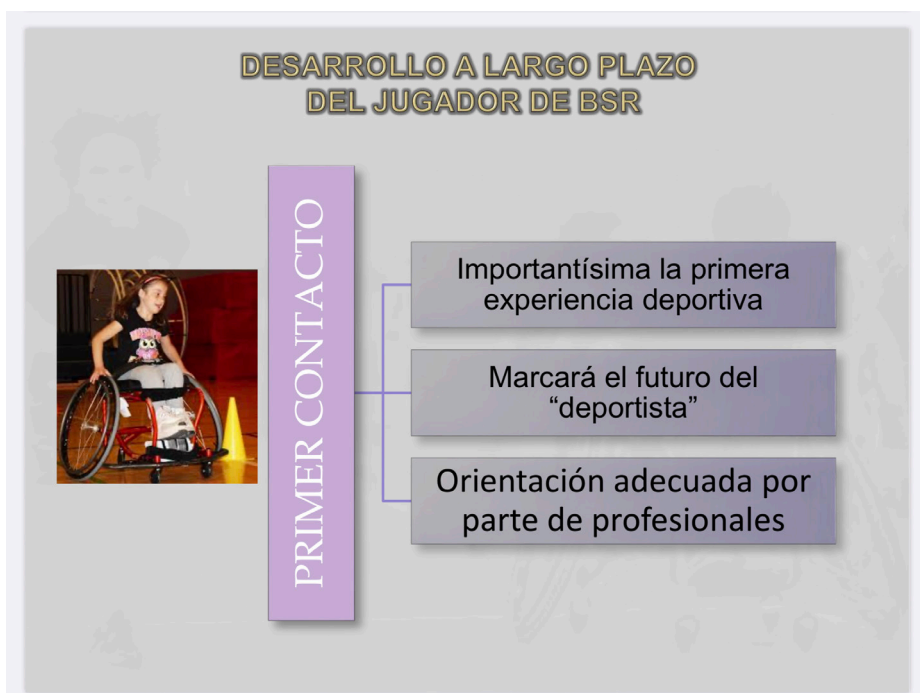 DESARROLLO A LARGO PLAZO
DEL JUGADOR DE BSR
PRIMER CONTACTO
Importantísima la primera
experiencia deportiva
Marcará el futuro del
“deportista”
Orientación adecuada por
parte de profesionales